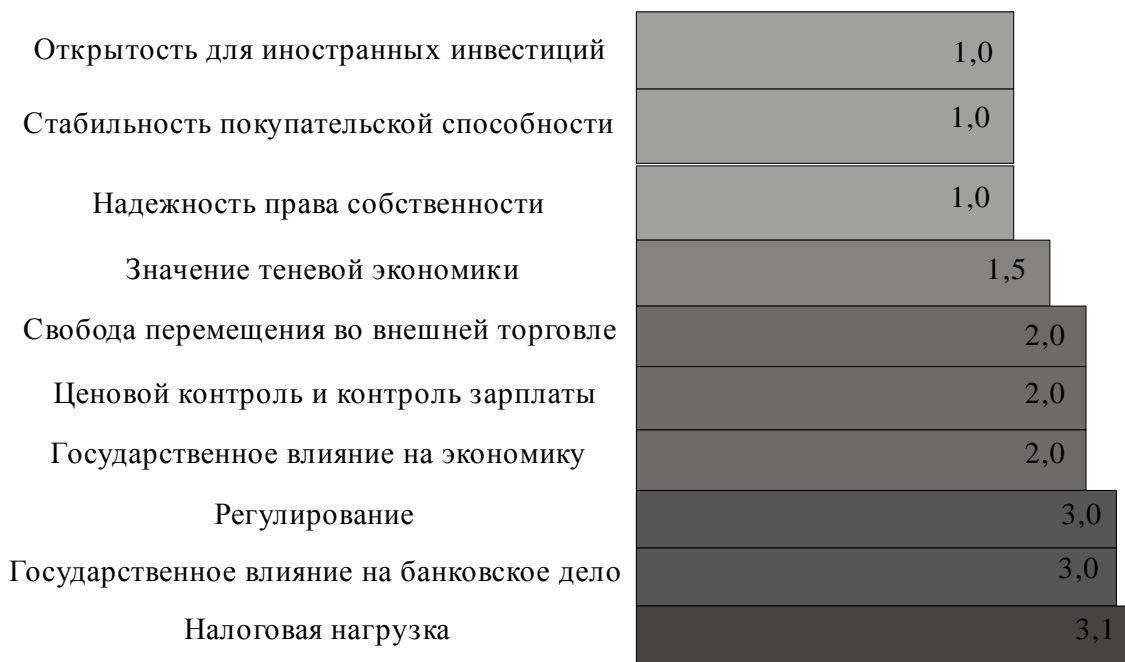 Открытость для иностранных инвестиций 1,0
Стабильность покупательской способности 1,0
Надежность права собственности 1,0
Значение теневой экономики 1,5
Свобода перемещения во внешней торговле 2,0
Ценовой контроль и контроль зарплаты 2,0
Государственное влияние на экономику 2,0
Регулирование 3,0
Государственное влияние на банковское дело 3,0
Налоговая нагрузка 3,1